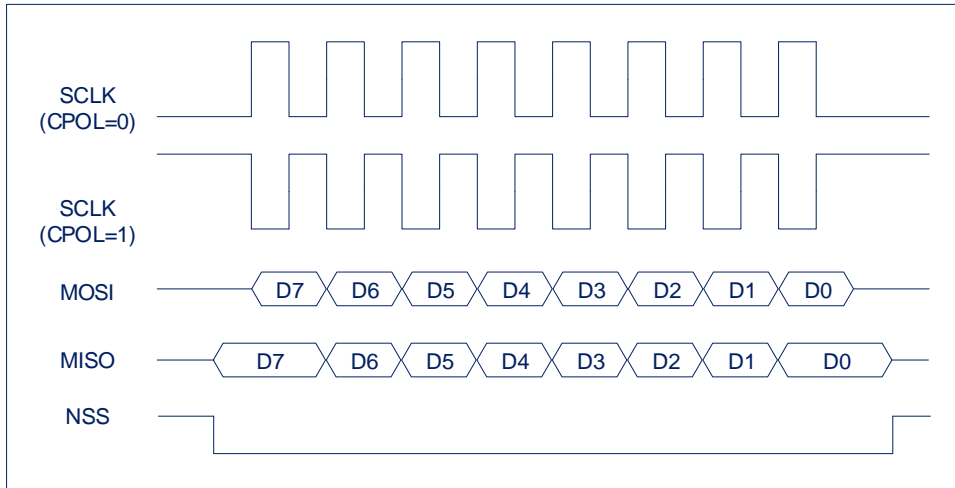 SCLK
(CPOL=0)
SCLK
(CPOL=1)
MOSI D7 D6 D5 D4 D3 D2 D1 D0
MISO D7 D6 D5 D4 D3 D2 D1 D0
NSS